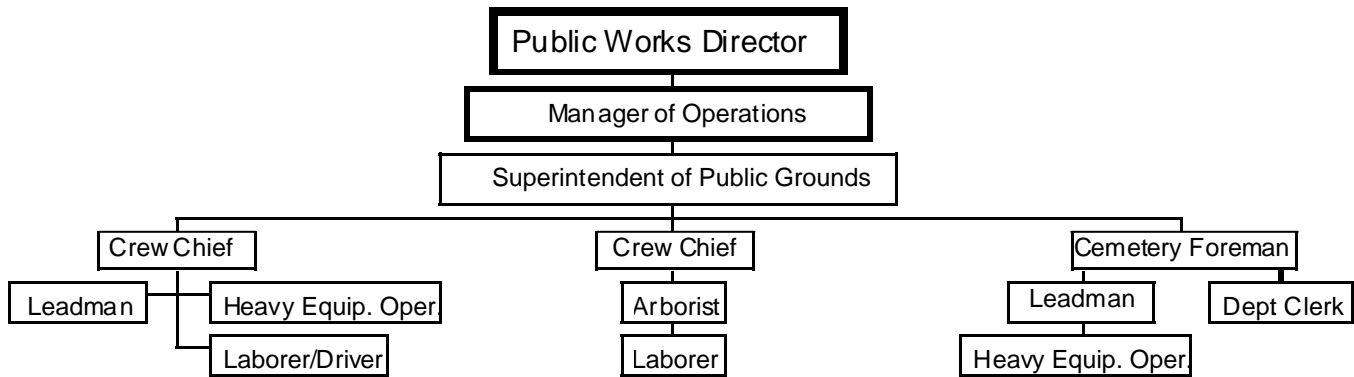 Public Works Director
Manager of Operations
Superintendent of Public Grounds
Crew Chief
Crew Chief
Cemetery Foreman
Leadman
Heavy Equip. Oper.
Arborist
Leadman
Dept Clerk
Laborer/Driver
Laborer
Heavy Equip. Oper.